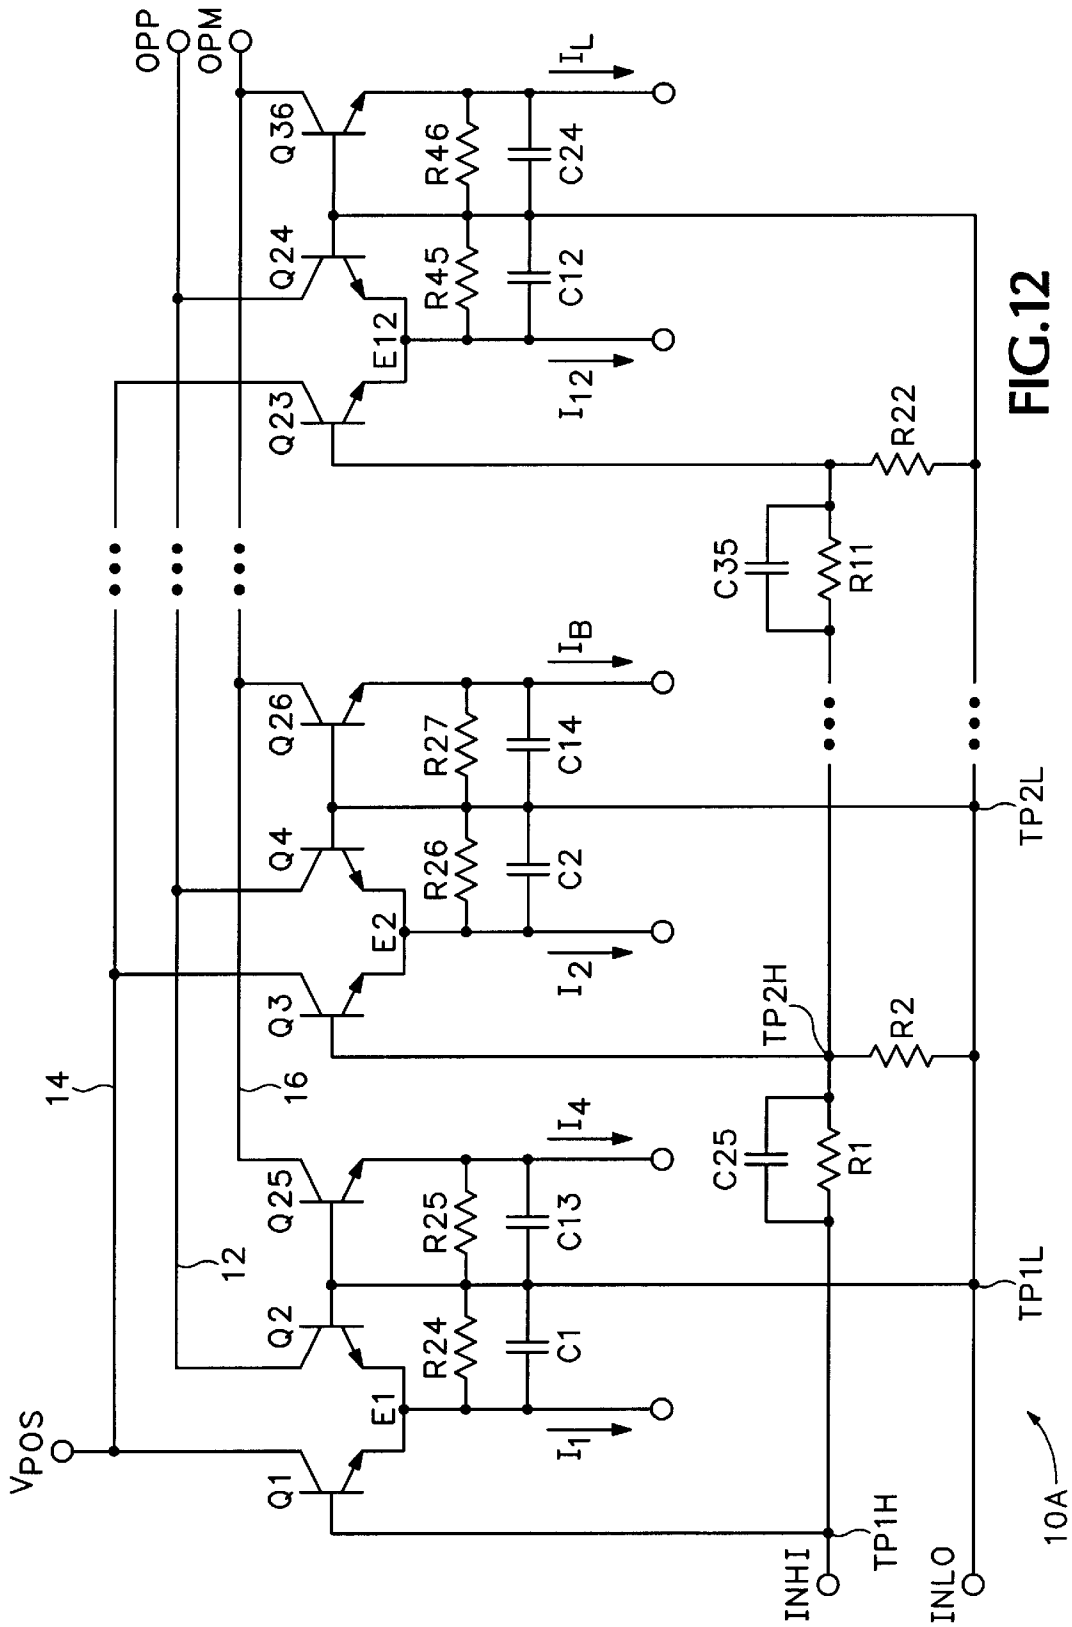 VPOS
14
OPP
OPM
12
16
Q1
Q2
Q25
Q3
Q4
Q26
Q23
Q24
Q36
E1
E2
E12
R24
R25
R26
R27
R45
R46
C1
C13
C2
C14
C12
C24
I1
I4
I2
IB
I12
IL
C25
R1
TP2H
C35
R11
R2
R22
INHI
TP1H
INLO
TP1L
TP2L
10A
FIG.12